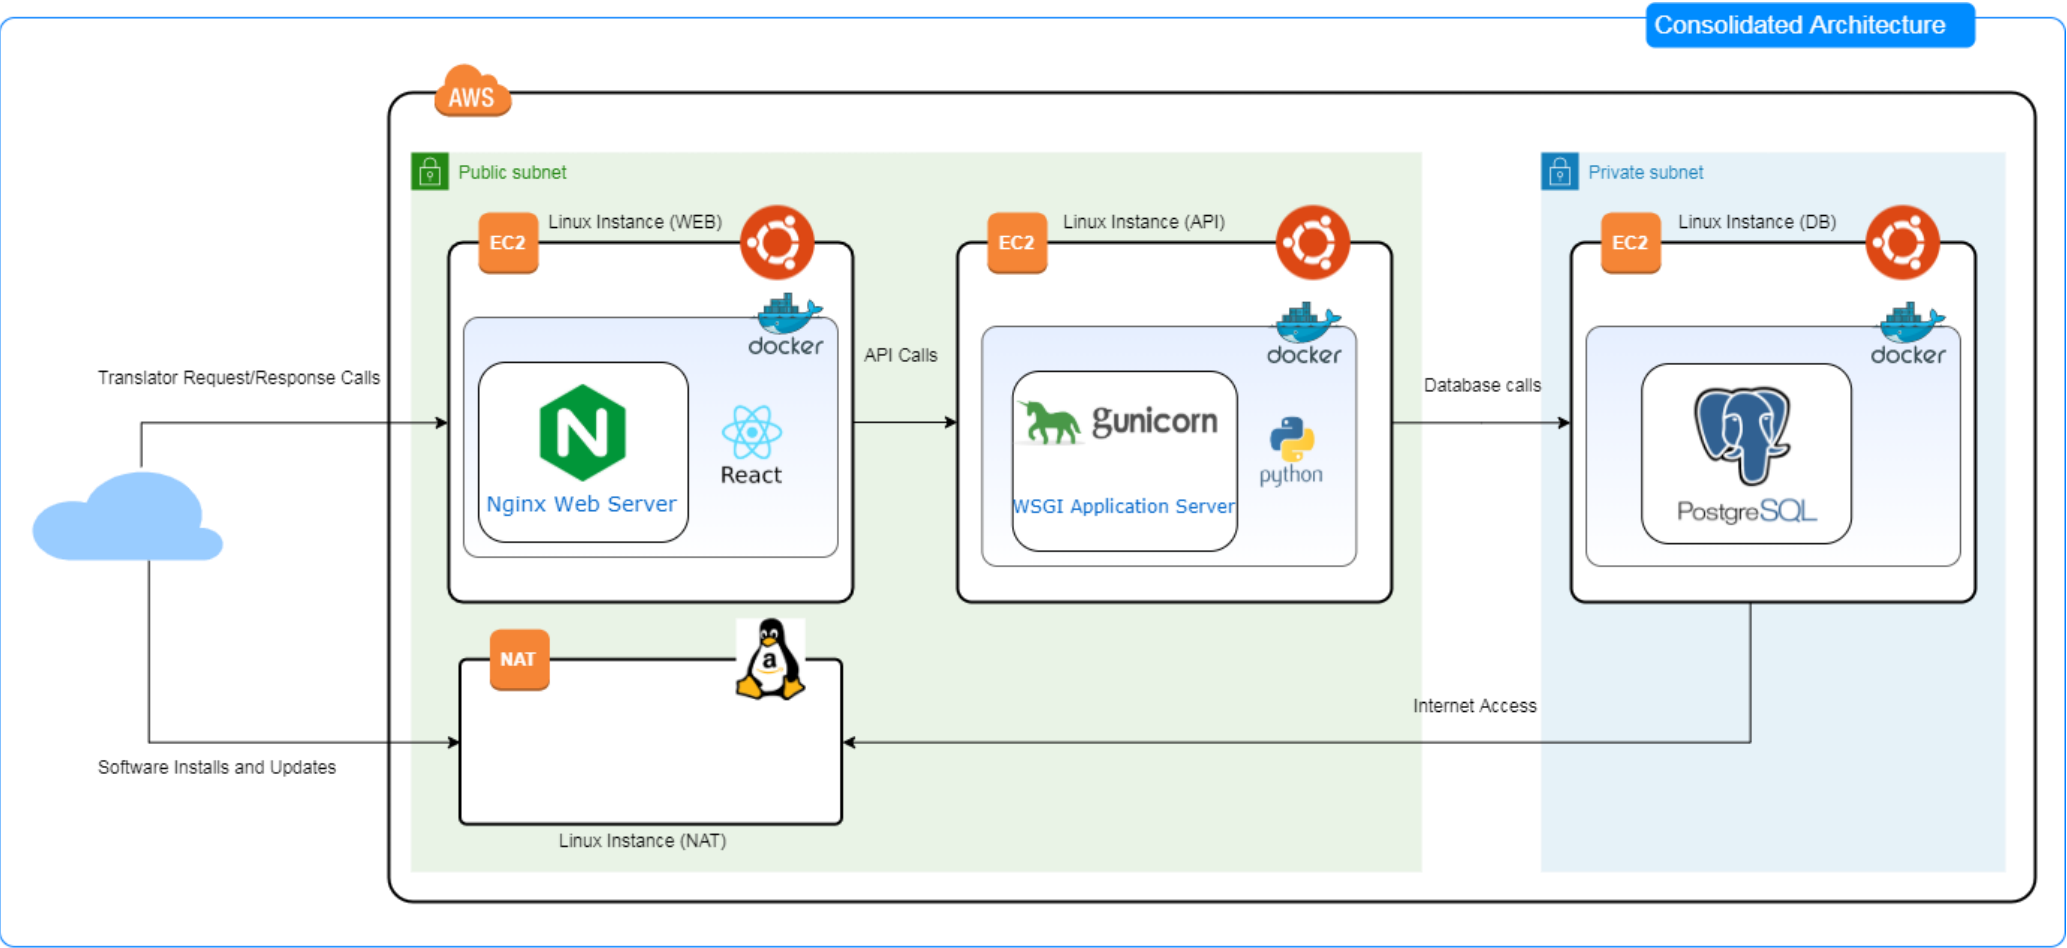 Consolidated Architecture
AWS
Public subnet
Private subnet
EC2
Linux Instance (WEB)
EC2
Linux Instance (API)
EC2
Linux Instance (DB)
docker
docker
docker
Translator Request/Response Calls
API Calls
Database calls
N
Nginx Web Server
React
gunicorn
WSGI Application Server
python
PostgreSQL
NAT
a
Internet Access
Software Installs and Updates
Linux Instance (NAT)